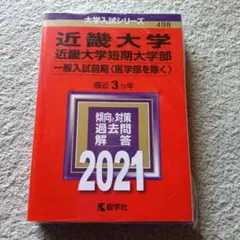 大学入試シリーズ
498
近畿大学
近畿大学短期大学部
一般入試前期〈医学部を除く〉
最近3カ年
傾向と対策
過去問
解答
2021
教学社